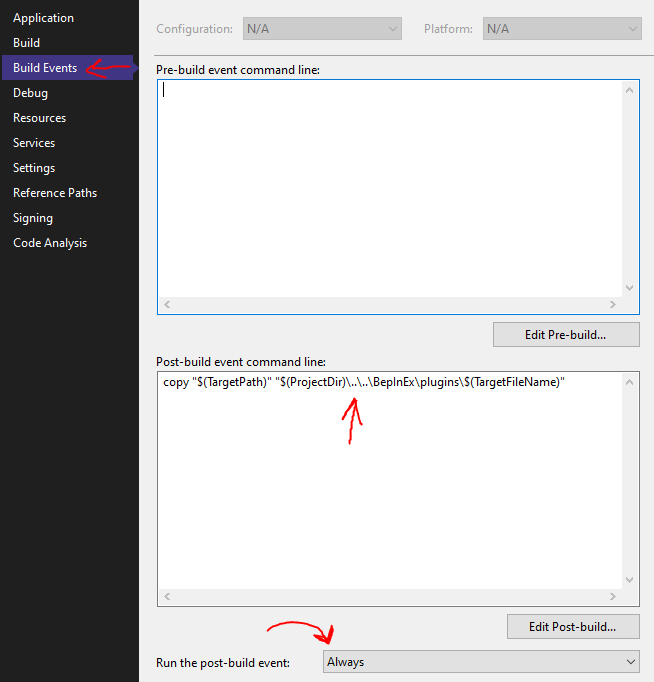 Application
Build
Build Events
Debug
Resources
Services
Settings
Reference Paths
Signing
Code Analysis
Configuration: N/A Platform: N/A
Pre-build event command line:
Edit Pre-build...
Post-build event command line:
copy "$(TargetPath)" "$(ProjectDir)\..\..\BepInEx\plugins\$(TargetFileName)"
Edit Post-build...
Run the post-build event: Always